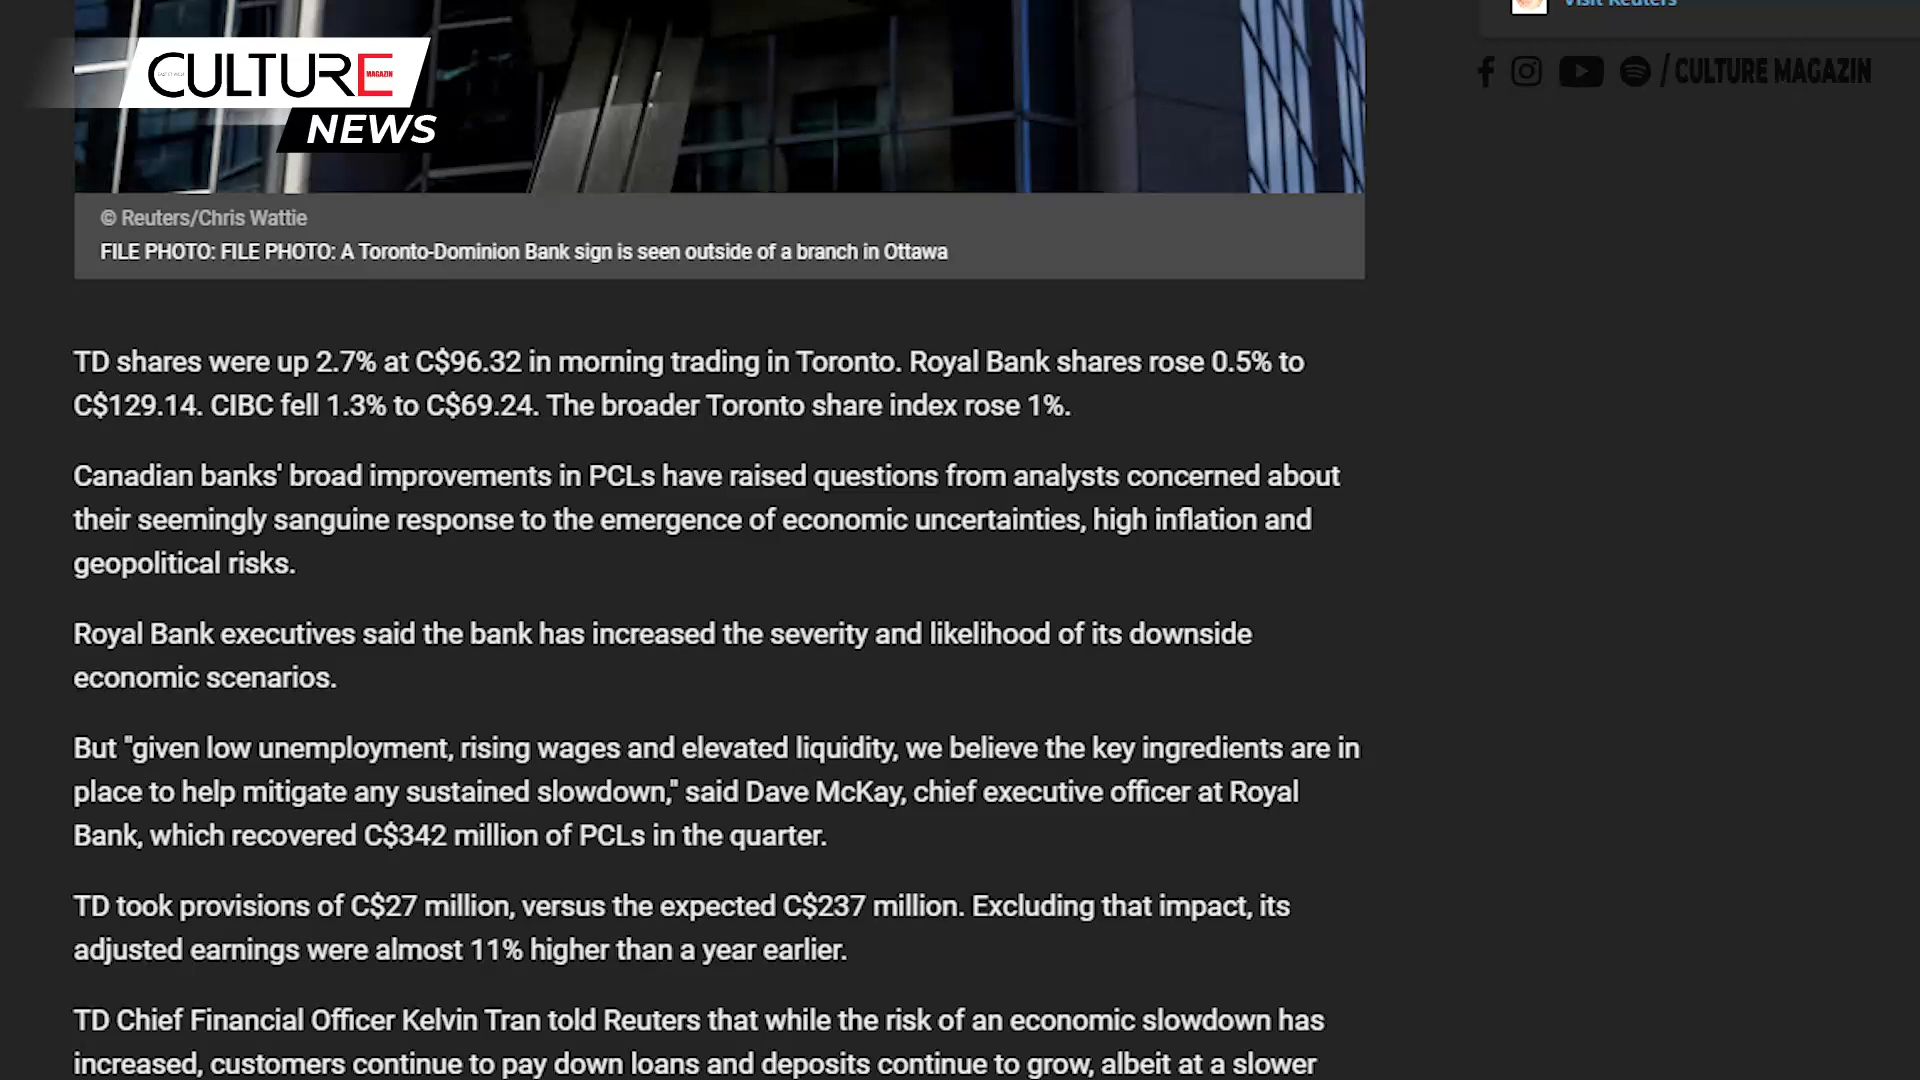 Visit Reuters
CULTURE
MAGAZIN
NEWS
/ CULTURE MAGAZIN
© Reuters/Chris Wattie
FILE PHOTO: FILE PHOTO: A Toronto-Dominion Bank sign is seen outside of a branch in Ottawa
TD shares were up 2.7% at C$96.32 in morning trading in Toronto. Royal Bank shares rose 0.5% to
C$129.14. CIBC fell 1.3% to C$69.24. The broader Toronto share index rose 1%.
Canadian banks' broad improvements in PCLs have raised questions from analysts concerned about
their seemingly sanguine response to the emergence of economic uncertainties, high inflation and
geopolitical risks.
Royal Bank executives said the bank has increased the severity and likelihood of its downside
economic scenarios.
But "given low unemployment, rising wages and elevated liquidity, we believe the key ingredients are in
place to help mitigate any sustained slowdown," said Dave McKay, chief executive officer at Royal
Bank, which recovered C$342 million of PCLs in the quarter.
TD took provisions of C$27 million, versus the expected C$237 million. Excluding that impact, its
adjusted earnings were almost 11% higher than a year earlier.
TD Chief Financial Officer Kelvin Tran told Reuters that while the risk of an economic slowdown has
increased, customers continue to pay down loans and deposits continue to grow, albeit at a slower